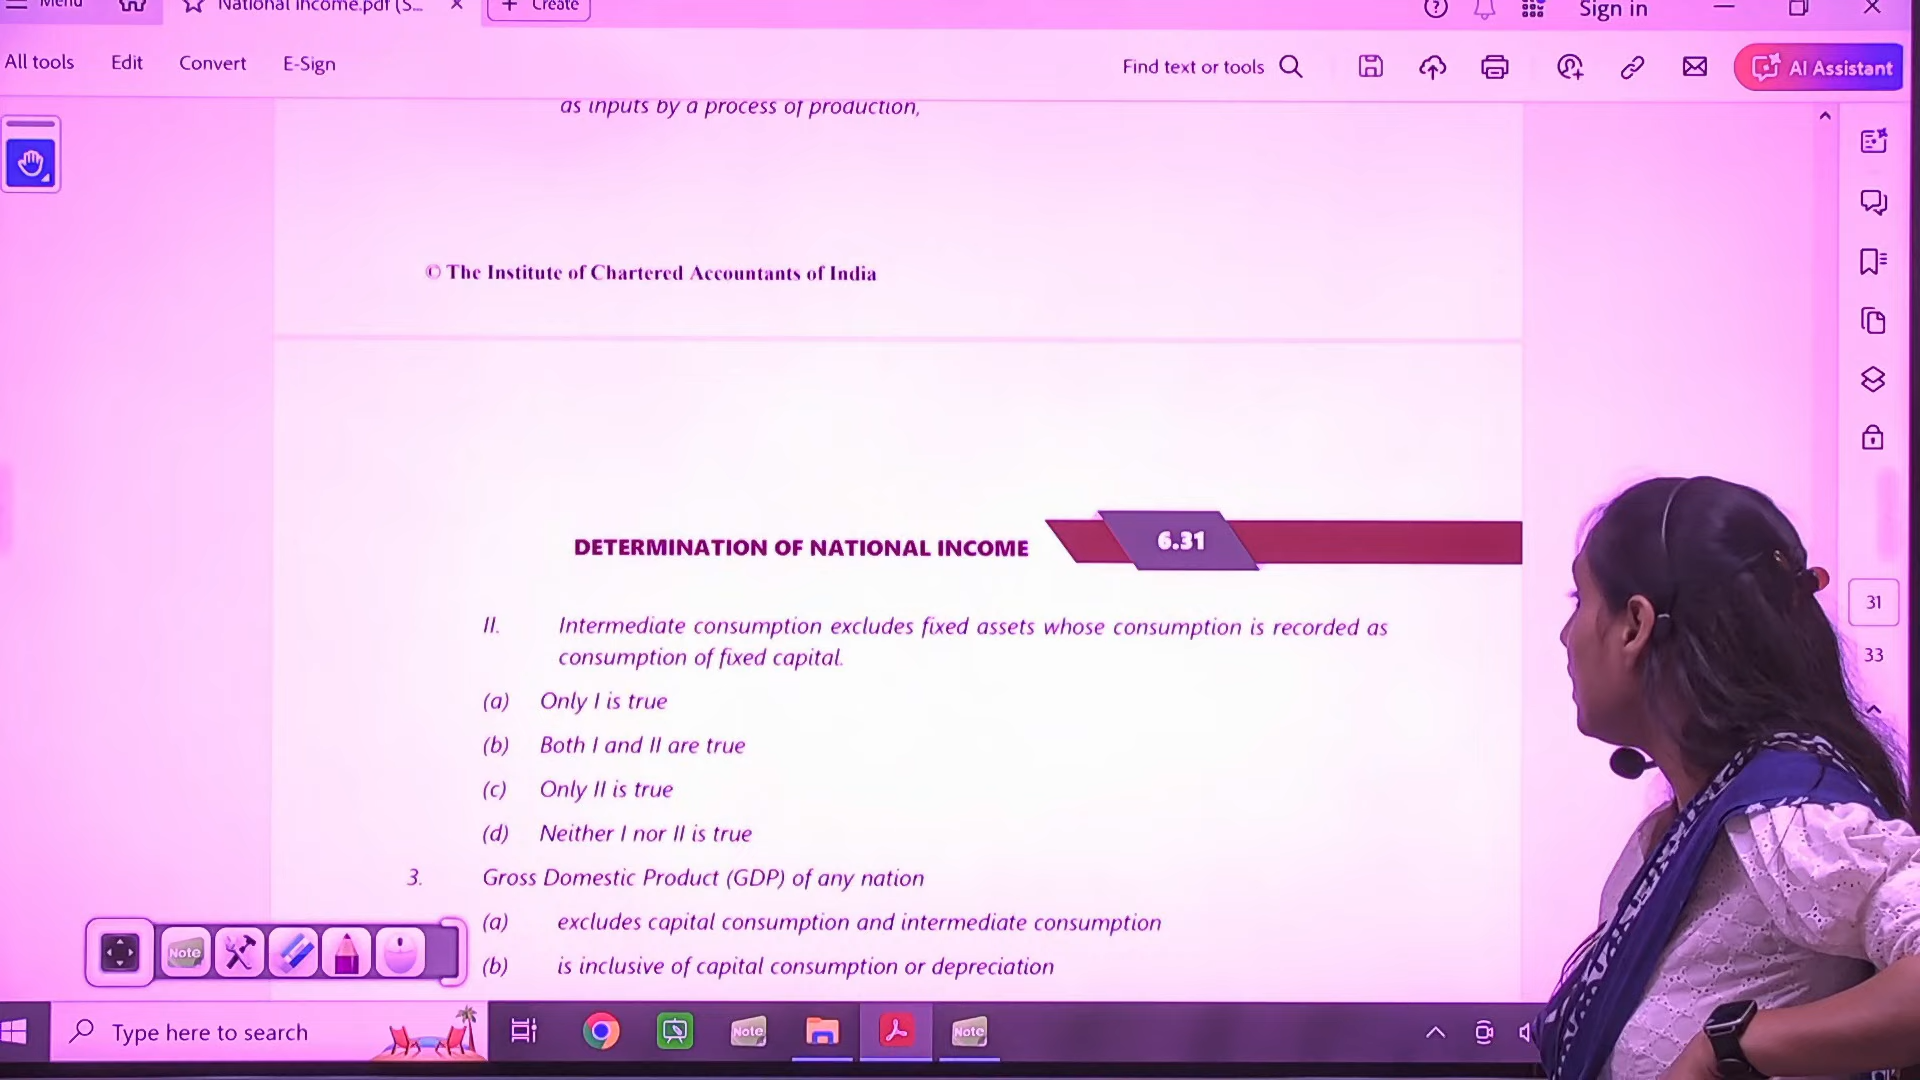 Menu
National Income.pdf (S...
Create
Sign in
All tools
Edit
Convert
E-Sign
Find text or tools
AI Assistant
as inputs by a process of production,
© The Institute of Chartered Accountants of India
DETERMINATION OF NATIONAL INCOME
6.31
II. Intermediate consumption excludes fixed assets whose consumption is recorded as
consumption of fixed capital.
(a) Only I is true
(b) Both I and II are true
(c) Only II is true
(d) Neither I nor II is true
3. Gross Domestic Product (GDP) of any nation
(a) excludes capital consumption and intermediate consumption
(b) is inclusive of capital consumption or depreciation
31
33
Note
Type here to search
Note
Note